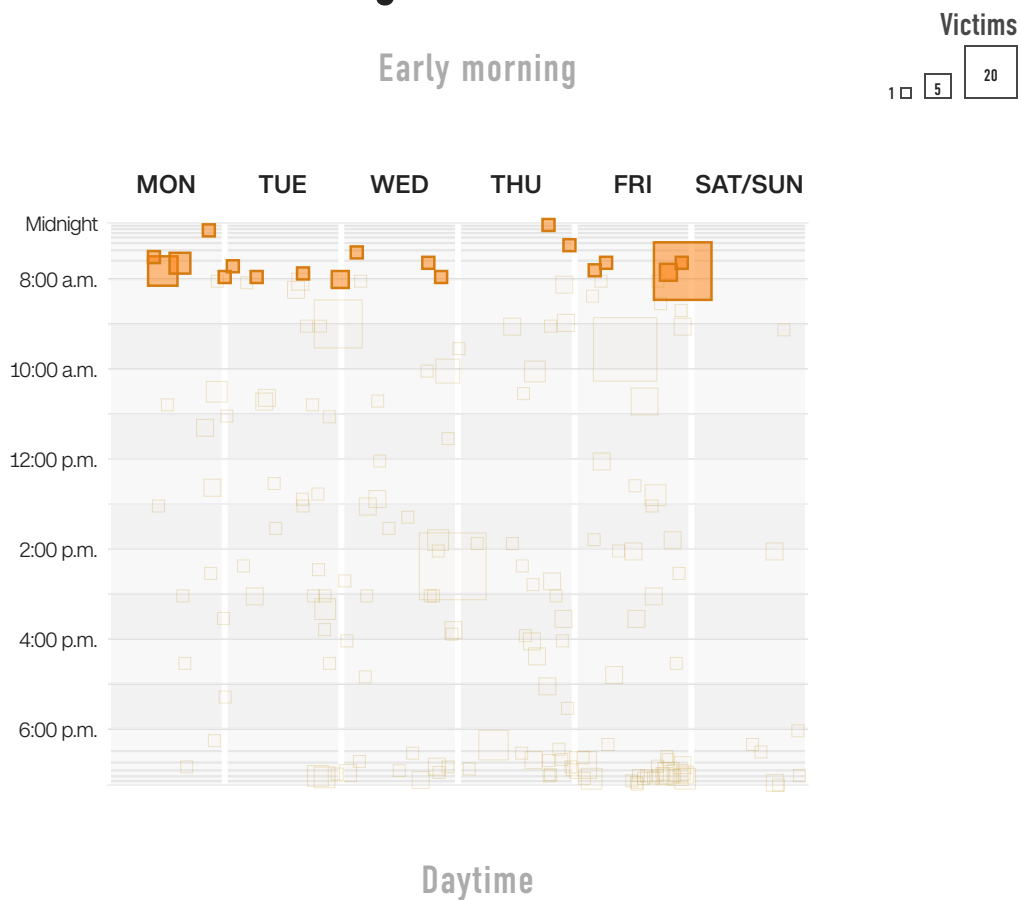 Victims
Early morning
1 5 20
MON TUE WED THU FRI SAT/SUN
Midnight
8:00 a.m.
10:00 a.m.
12:00 p.m.
2:00 p.m.
4:00 p.m.
6:00 p.m.
Daytime